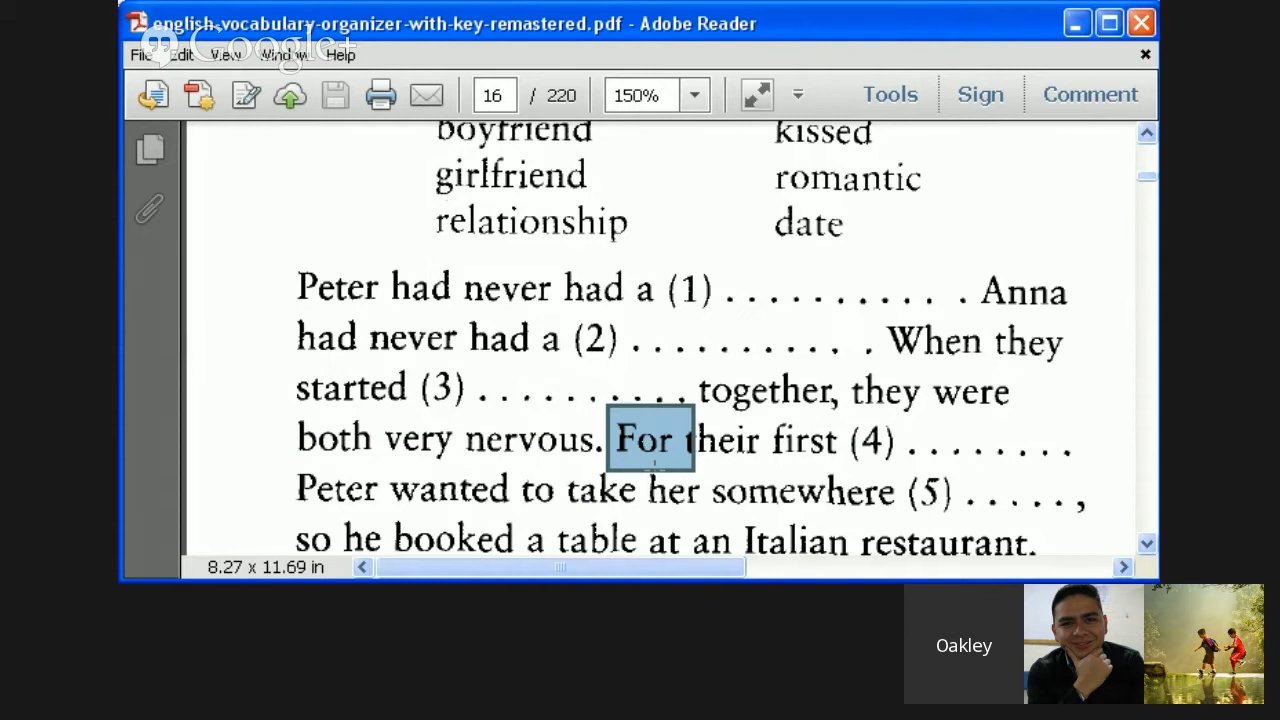 english-vocabulary-organizer-with-key-remastered.pdf - Adobe Reader
Google+
File Edit View Window Help
16 / 220 150% Tools Sign Comment
boyfriend kissed
girlfriend romantic
relationship date
Peter had never had a (1) . . . . . . . . . . . . Anna
had never had a (2) . . . . . . . . . . . . When they
started (3) . . . . . . . . . . together, they were
both very nervous. For their first (4) . . . . . . . .
Peter wanted to take her somewhere (5) . . . . . ,
so he booked a table at an Italian restaurant.
8.27 x 11.69 in
Oakley